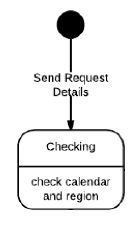 Send Request
Details
Checking
check calendar
and region